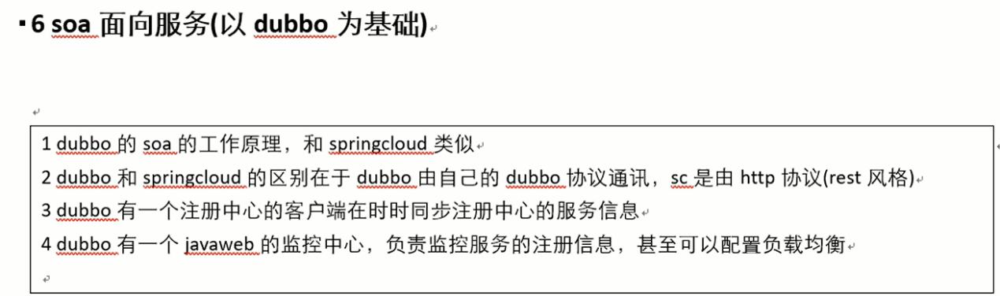 6 soa 面向服务(以 dubbo 为基础)
1 dubbo 的 soa 的工作原理，和 springcloud 类似
2 dubbo 和 springcloud 的区别在于 dubbo 由自己的 dubbo 协议通讯，sc 是由 http 协议(rest 风格)
3 dubbo 有一个注册中心的客户端在时时同步注册中心的服务信息
4 dubbo 有一个 javaweb 的监控中心，负责监控服务的注册信息，甚至可以配置负载均衡